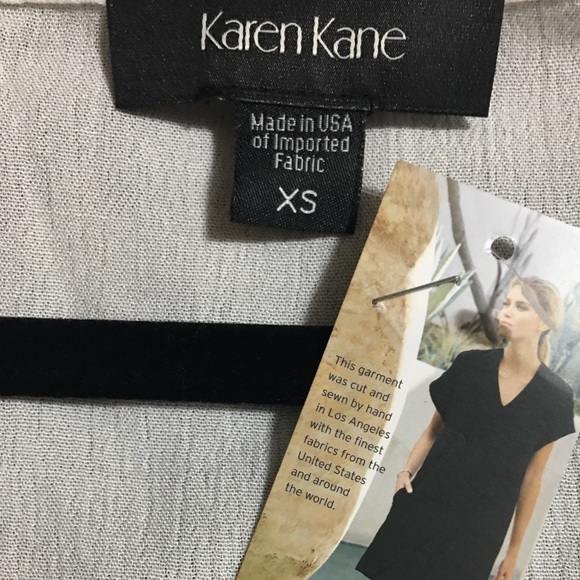 Karen Kane
Made in USA
of Imported
Fabric
XS
This garment
was cut and
sewn by hand
in Los Angeles
with the finest
fabrics from the
United States
and around
the world.